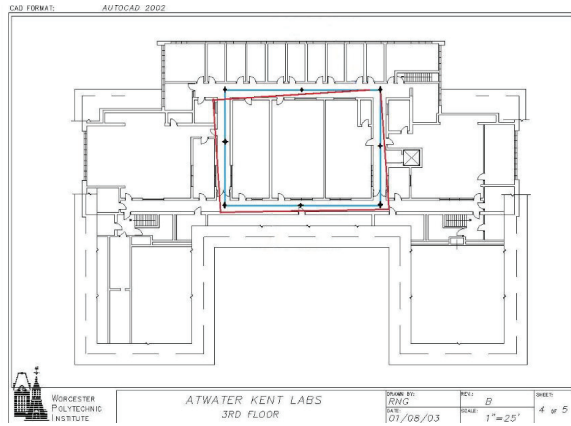 CAD FORMAT: AUTOCAD 2002
WORCESTER
POLYTECHNIC
INSTITUTE
ATWATER KENT LABS
3RD FLOOR
DRAWN BY:
RNG
DATE:
01/08/03
REV.:
B
SCALE:
1"=25'
SHEET:
4 OF 5